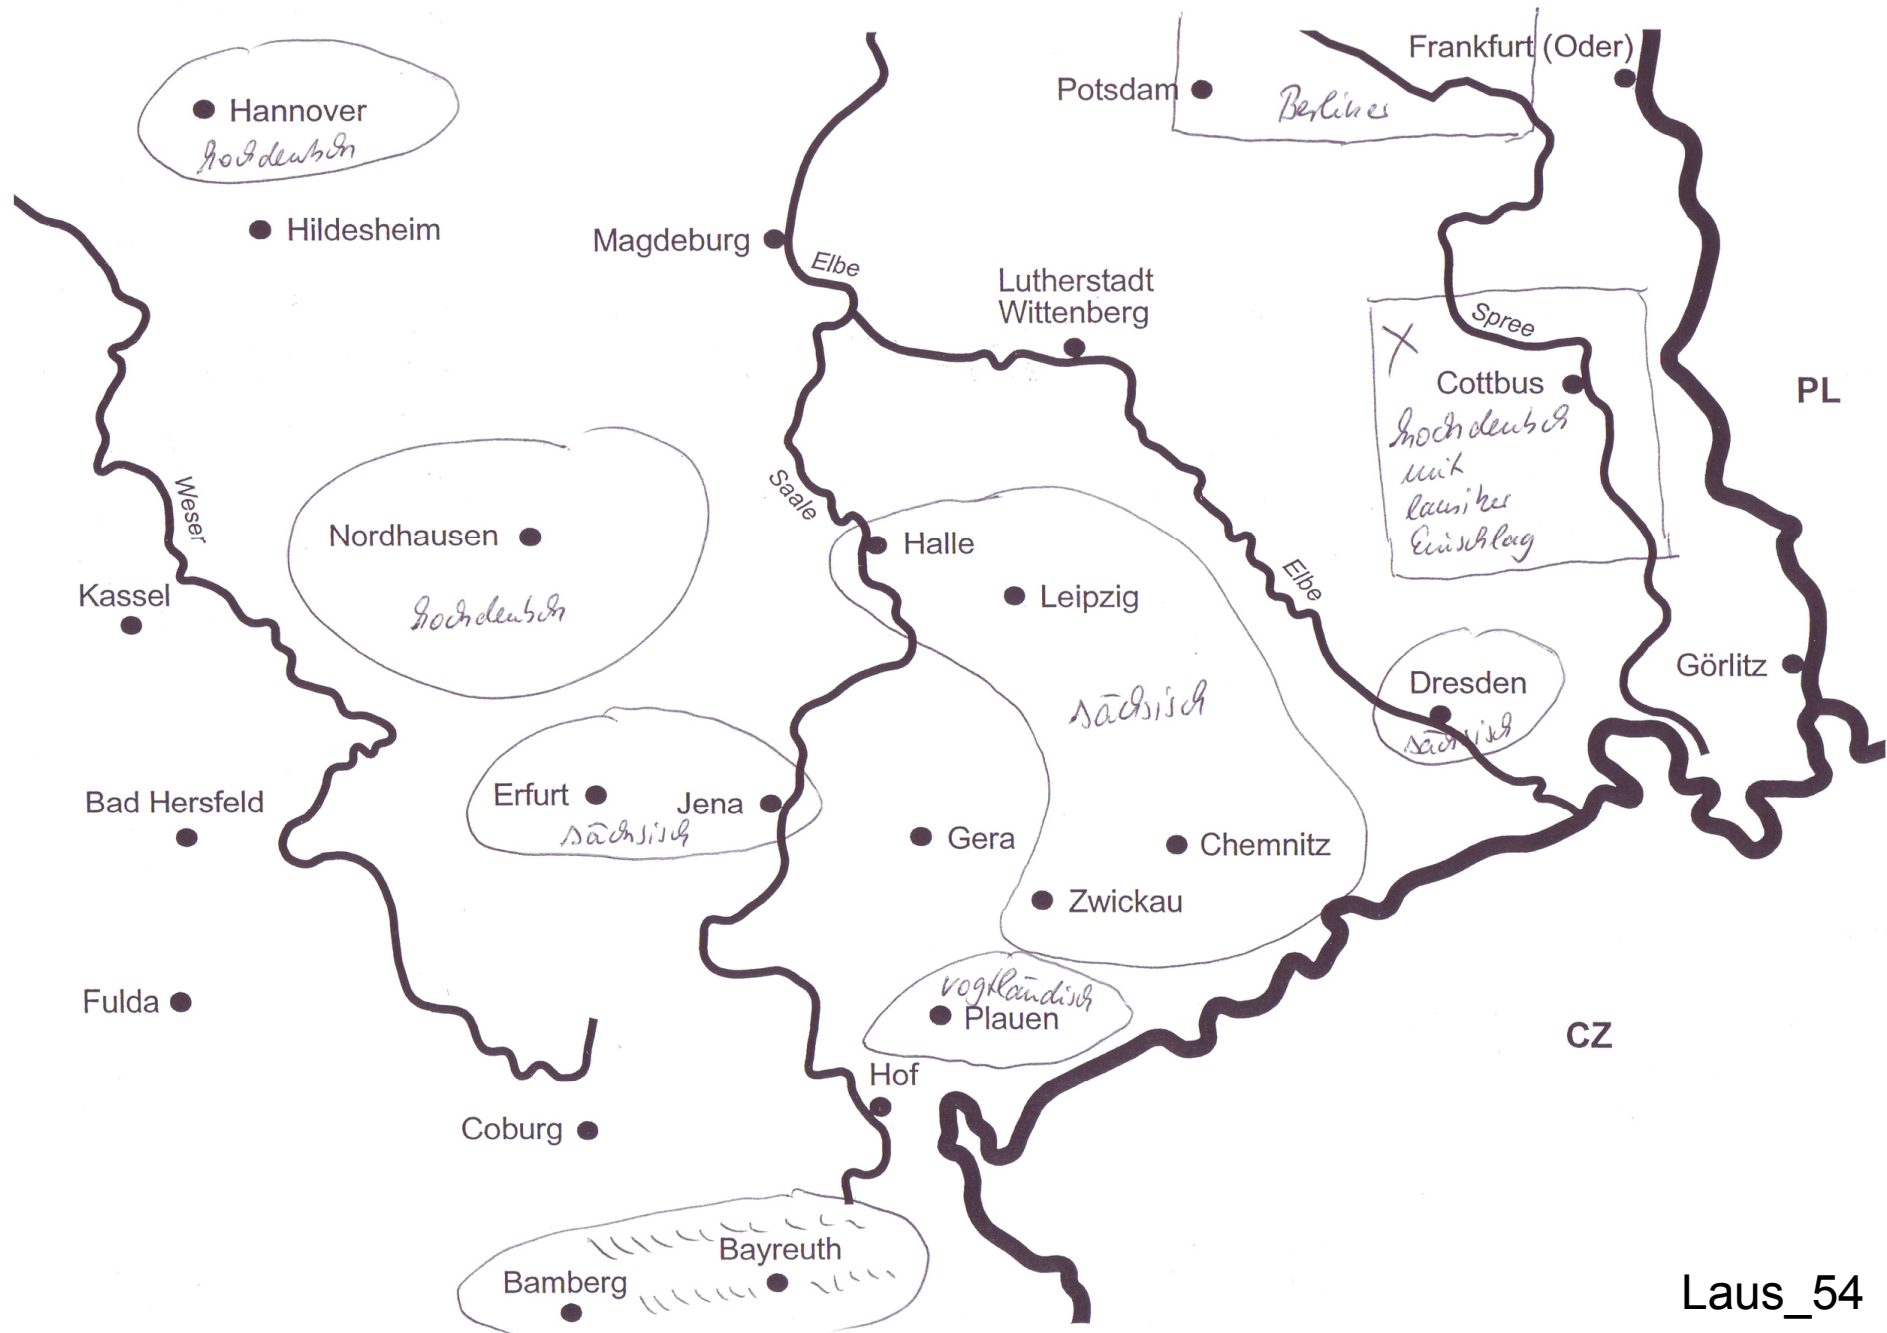 Frankfurt (Oder)
Potsdam
Berliner
Hannover
hochdeutsch
Hildesheim
Magdeburg
Elbe
Lutherstadt
Wittenberg
Spree
X
Cottbus
PL
hochdeutsch
mit
lausitzer
Einschlag
Weser
Saale
Nordhausen
Halle
Elbe
Kassel
hochdeutsch
Leipzig
Görlitz
Dresden
sächsisch
sächsisch
Erfurt
Jena
sächsisch
Bad Hersfeld
Gera
Chemnitz
Zwickau
Fulda
vogtländisch
Plauen
CZ
Hof
Coburg
Bayreuth
Bamberg
Laus_54